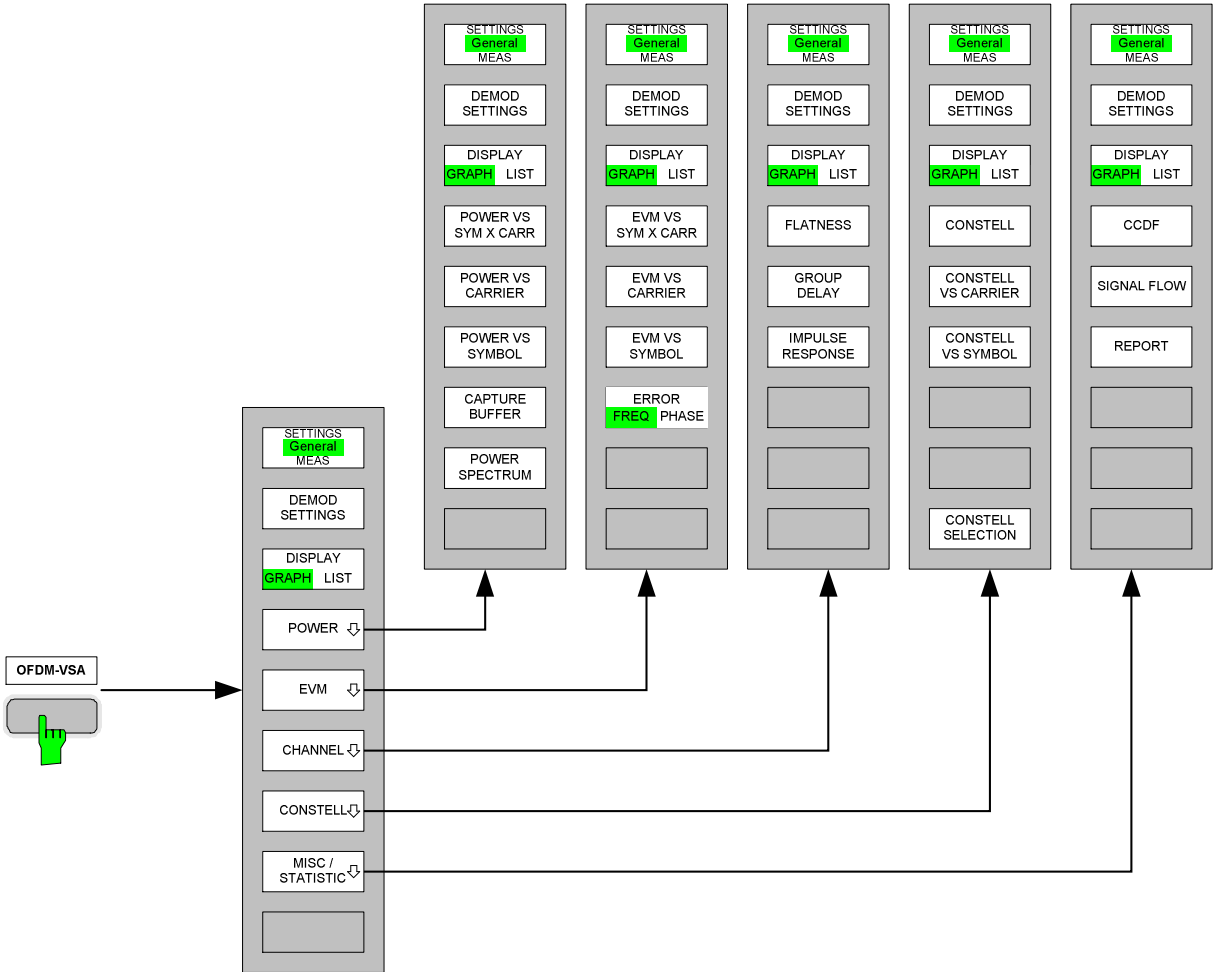 SETTINGS
General
MEAS
DEMOD
SETTINGS
DISPLAY
GRAPH LIST
POWER VS
SYM X CARR
POWER VS
CARRIER
POWER VS
SYMBOL
CAPTURE
BUFFER
POWER
SPECTRUM
SETTINGS
General
MEAS
DEMOD
SETTINGS
DISPLAY
GRAPH LIST
EVM VS
SYM X CARR
EVM VS
CARRIER
EVM VS
SYMBOL
ERROR
FREQ PHASE
SETTINGS
General
MEAS
DEMOD
SETTINGS
DISPLAY
GRAPH LIST
FLATNESS
GROUP
DELAY
IMPULSE
RESPONSE
SETTINGS
General
MEAS
DEMOD
SETTINGS
DISPLAY
GRAPH LIST
CONSTELL
CONSTELL
VS CARRIER
CONSTELL
VS SYMBOL
CONSTELL
SELECTION
SETTINGS
General
MEAS
DEMOD
SETTINGS
DISPLAY
GRAPH LIST
CCDF
SIGNAL FLOW
REPORT
OFDM-VSA
SETTINGS
General
MEAS
DEMOD
SETTINGS
DISPLAY
GRAPH LIST
POWER
EVM
CHANNEL
CONSTELL
MISC /
STATISTIC